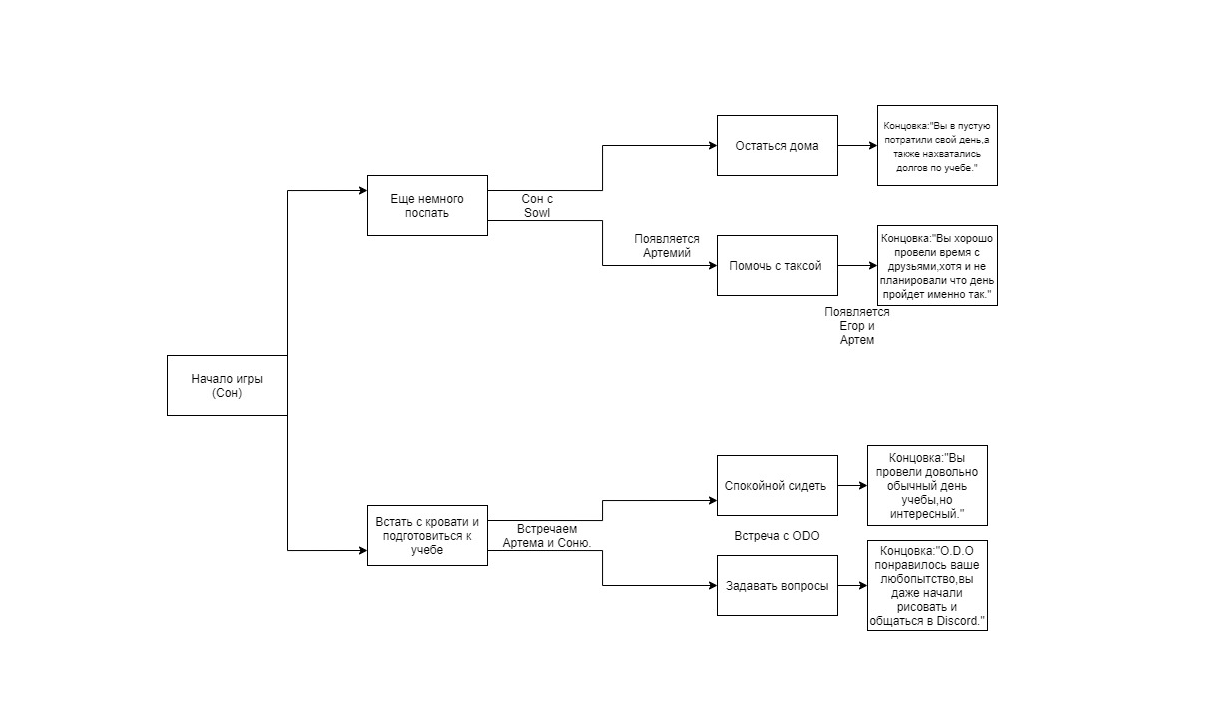 Остаться дома
Концовка:"Вы в пустую
потратили свой день,а
также нахватались
долгов по учебе."
Еще немного
поспать
Сон с
Sowl
Появляется
Артемий
Помочь с таксой
Концовка:"Вы хорошо
провели время с
друзьями,хотя и не
планировали что день
пройдет именно так."
Появляется
Егор и
Артем
Начало игры
(Сон)
Встать с кровати и
подготовиться к
учебе
Встречаем
Артема и Соню.
Спокойной сидеть
Концовка:"Вы
провели довольно
обычный день
учебы,но
интересный."
Встреча с ODO
Задавать вопросы
Концовка:"O.D.O
понравилось ваше
любопытство,вы
даже начали
рисовать и
общаться в Discord."